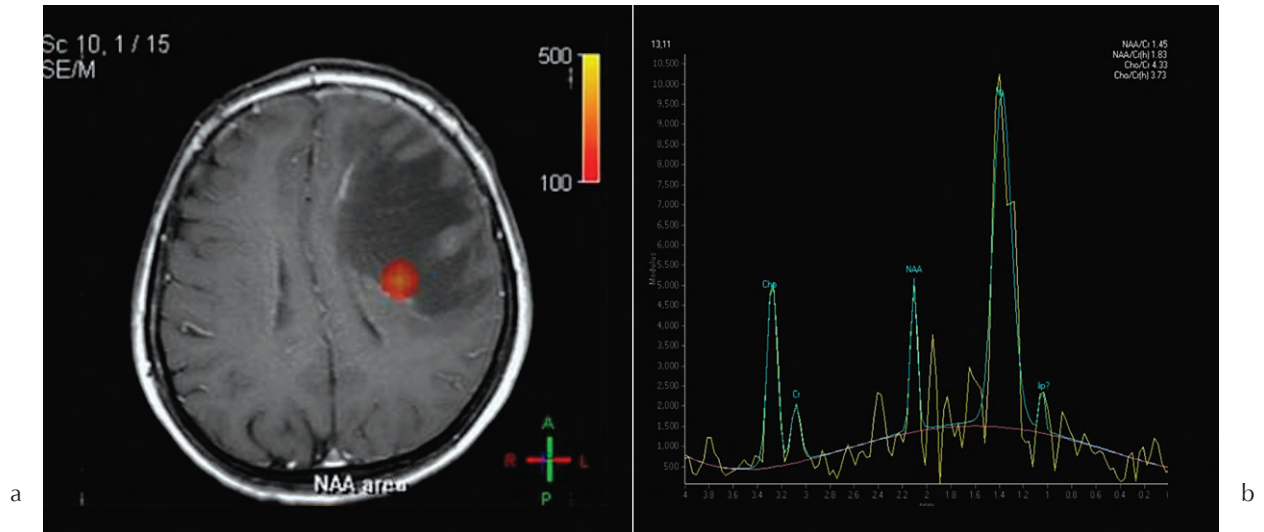 Sc 10, 1 / 15
SE/M
500
100
A
R
L
P
NAA area
a
13,11
NAA/Cr 1.45
NAA/Cr(h) 1.83
Cho/Cr 4.33
Cho/Cr(h) 3.73
10,500
10,000
9,500
9,000
8,500
8,000
7,500
7,000
6,500
6,000
5,500
5,000
4,500
4,000
3,500
3,000
2,500
2,000
1,500
1,000
500
Modulus
Cho
Cr
NAA
lip?
4 3.8 3.6 3.4 3.2 3 2.8 2.6 2.4 2.2 2 1.8 1.6 1.4 1.2 1 0.8 0.6 0.4 0.2
b